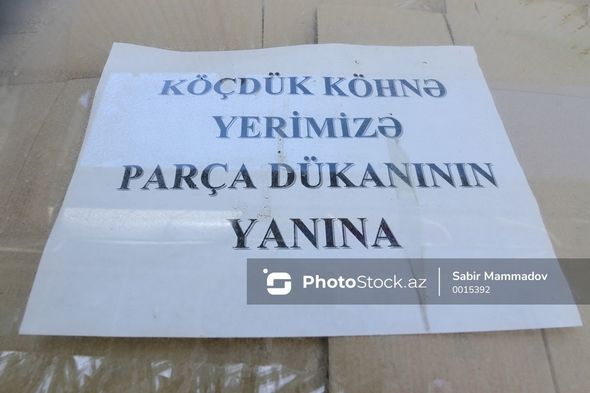 KÖÇDÜK KÖHNƏ
YERİMİZƏ
PARÇA DÜKANININ
YANINA
PhotoStock.az
Sabir Mammadov
0015392